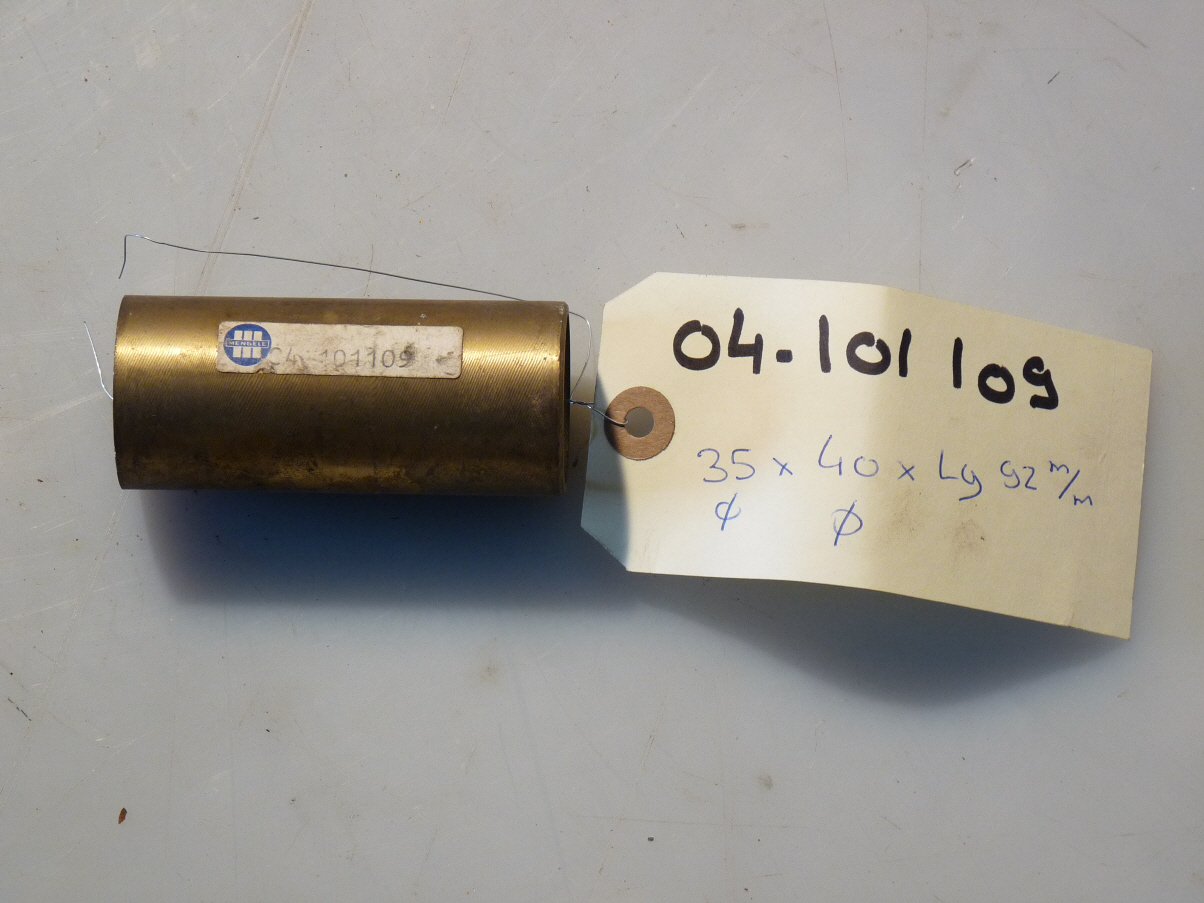 MENGELE
04-101109
04-101 109
35 x 40 x Lg 92 m/m
ϕ ϕ